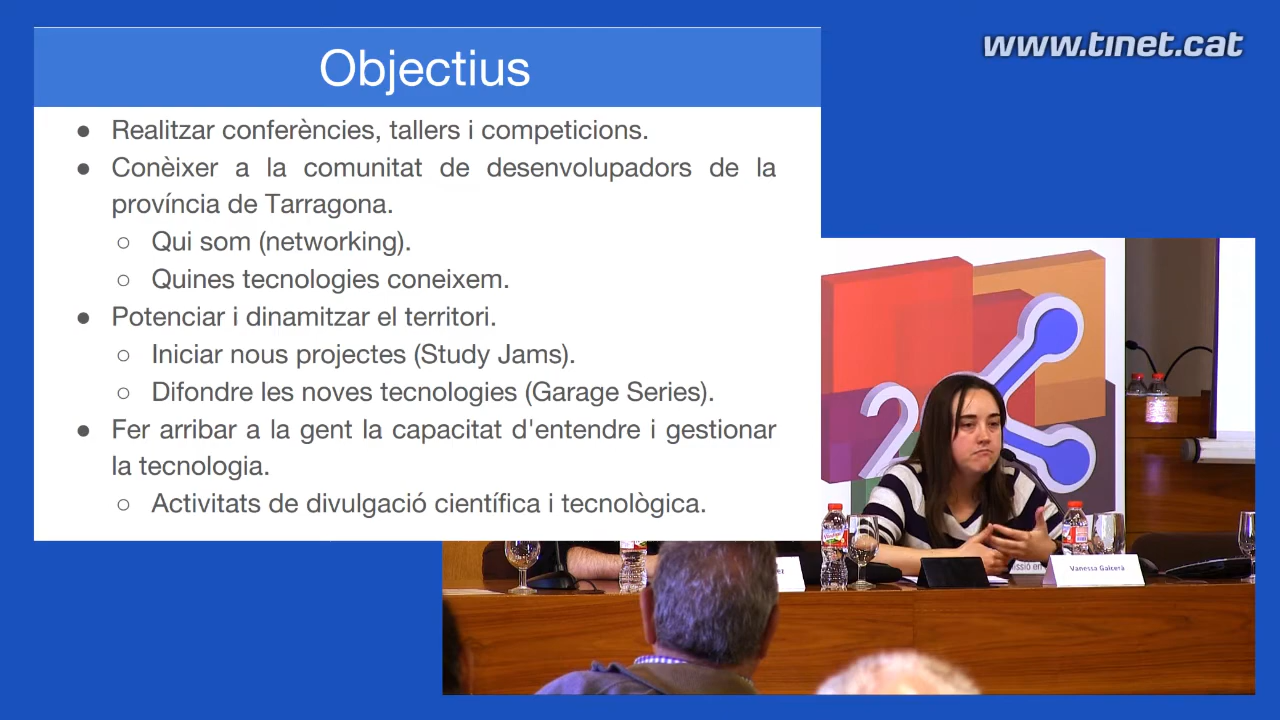 www.tinet.cat
Objectius
● Realitzar conferències, tallers i competicions.
● Conèixer a la comunitat de desenvolupadors de la
província de Tarragona.
○ Qui som (networking).
○ Quines tecnologies coneixem.
● Potenciar i dinamitzar el territori.
○ Iniciar nous projectes (Study Jams).
○ Difondre les noves tecnologies (Garage Series).
● Fer arribar a la gent la capacitat d'entendre i gestionar
la tecnologia.
○ Activitats de divulgació científica i tecnològica.
2
Vanessa Galcerà